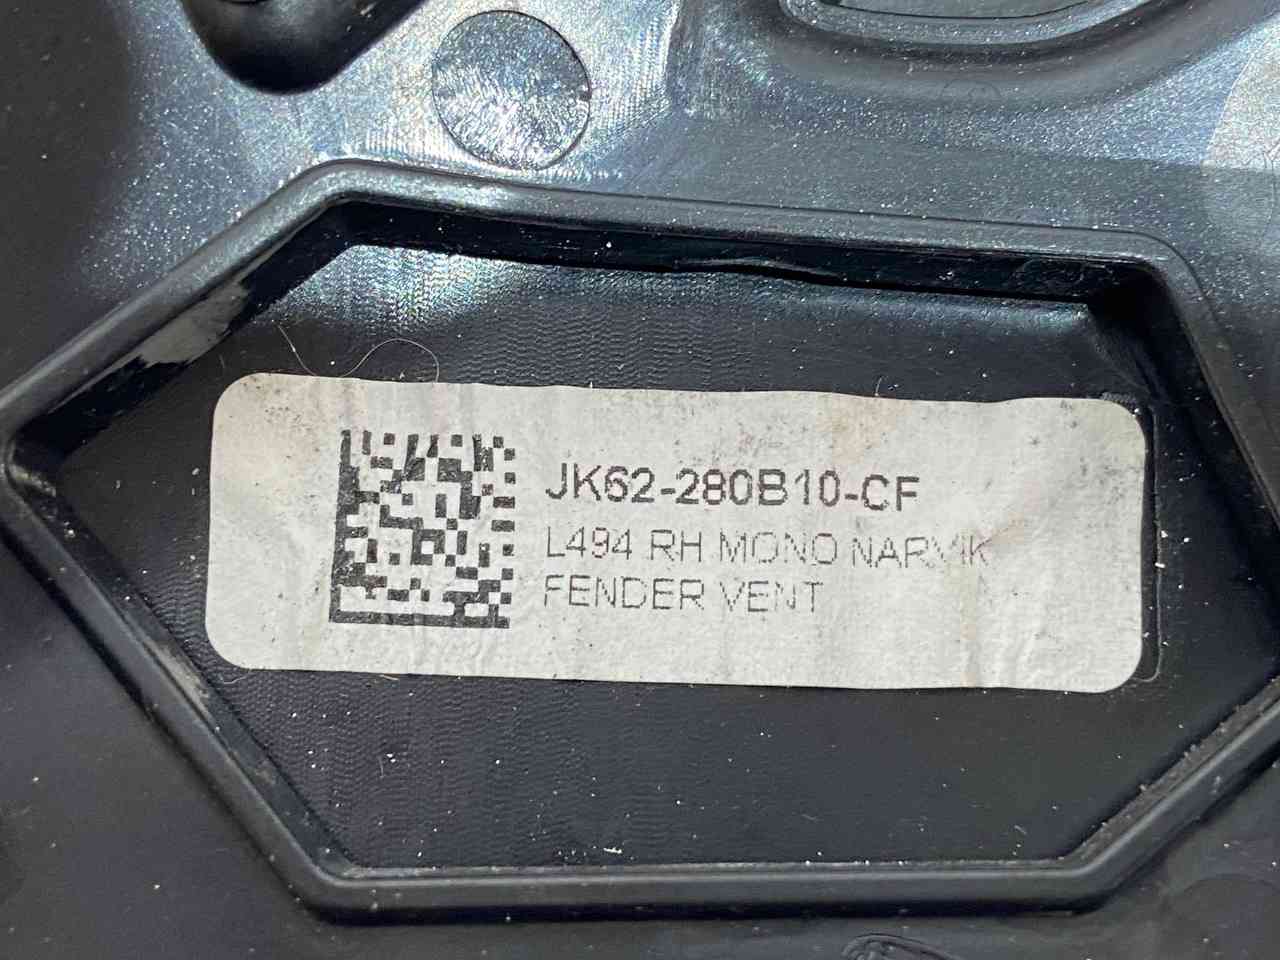 JK62-280B10-CF
L494 RH MONO NARVIK
FENDER VENT